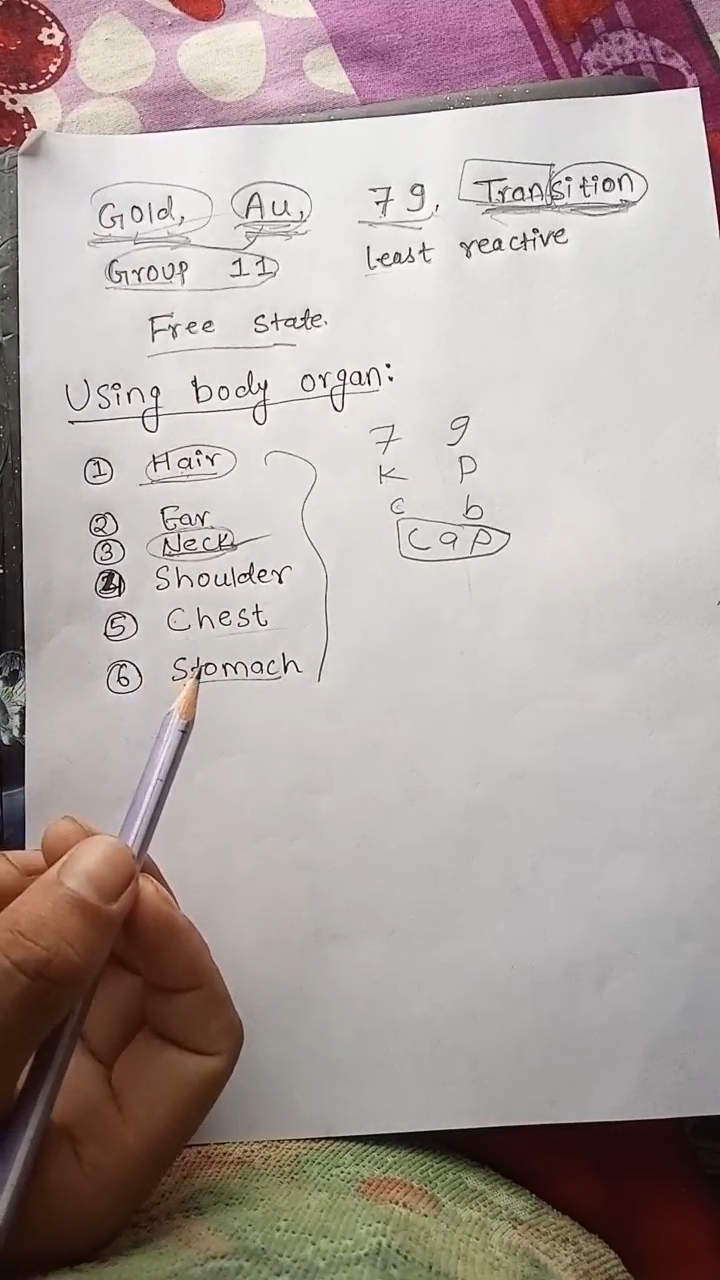 Gold, Au, 79, Transition
Group 11 least reactive
Free state.
Using body organ:
7 9
① Hair K P
② Ear c b
③ Neck cap
④ Shoulder
⑤ Chest
⑥ Stomach